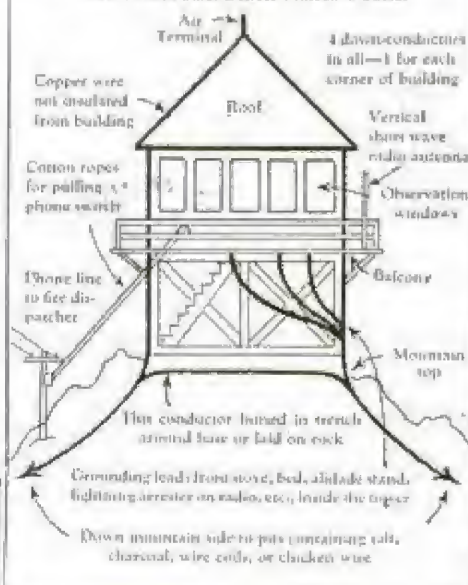 Air
Terminal
4 down-conductors
in all—1 for each
corner of building
Copper wire
not insulated
from building
Roof
Vertical
short wave
radio antenna
Cotton ropes
for pulling
phone switch
Observation
windows
Phone line
to fire dis-
patcher
Balcony
Mountain
top
This conductor buried in trench
around base or laid on rock
Grounding leads from stove, bed, alidade stand,
lightning arrester on radio, etc., inside the tower
Down mountain side to pits containing salt,
charcoal, wire coils, or chicken wire